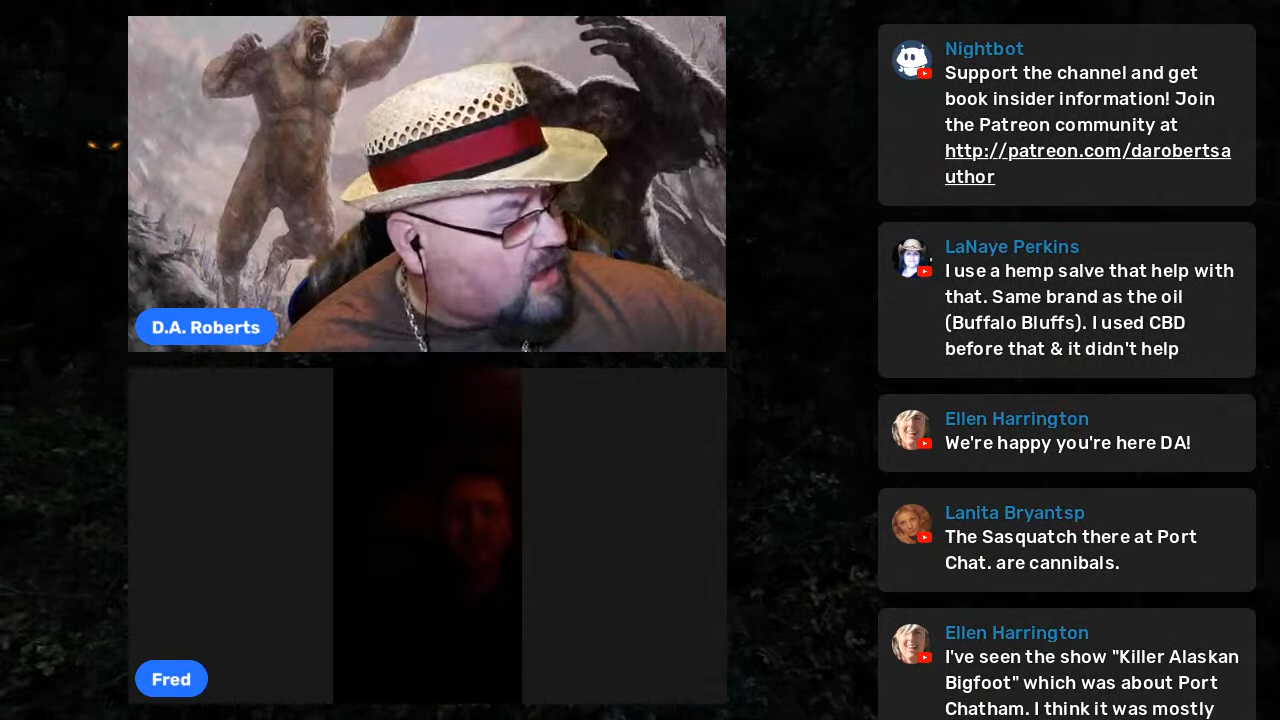 D.A. Roberts
Fred
Nightbot
Support the channel and get
book insider information! Join
the Patreon community at
http://patreon.com/darobertsa
uthor
LaNaye Perkins
I use a hemp salve that help with
that. Same brand as the oil
(Buffalo Bluffs). I used CBD
before that & it didn't help
Ellen Harrington
We're happy you're here DA!
Lanita Bryantsp
The Sasquatch there at Port
Chat. are cannibals.
Ellen Harrington
I've seen the show "Killer Alaskan
Bigfoot" which was about Port
Chatham. I think it was mostly